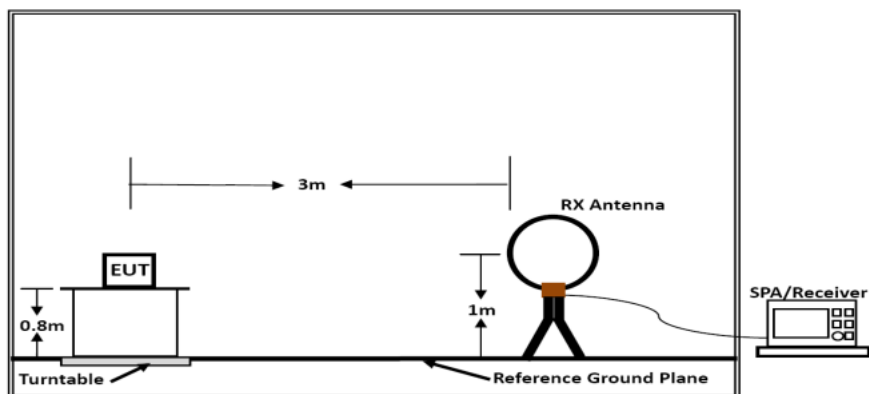 3m
RX Antenna
EUT
SPA/Receiver
0.8m
1m
Turntable
Reference Ground Plane